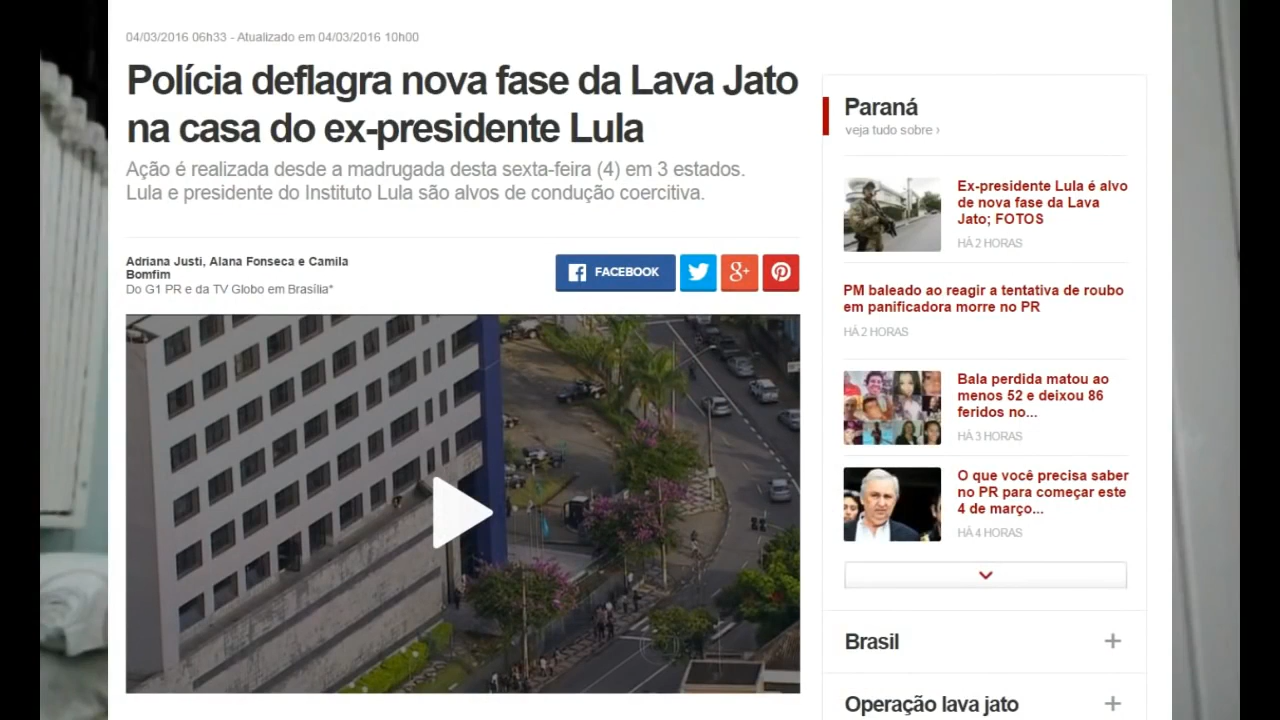 04/03/2016 06h33 - Atualizado em 04/03/2016 10h00
Polícia deflagra nova fase da Lava Jato
na casa do ex-presidente Lula
Ação é realizada desde a madrugada desta sexta-feira (4) em 3 estados.
Lula e presidente do Instituto Lula são alvos de condução coercitiva.
Adriana Justi, Alana Fonseca e Camila
Bomfim
Do G1 PR e da TV Globo em Brasília*
FACEBOOK
Paraná
veja tudo sobre ›
Ex-presidente Lula é alvo
de nova fase da Lava
Jato; FOTOS
HÁ 2 HORAS
PM baleado ao reagir a tentativa de roubo
em panificadora morre no PR
HÁ 2 HORAS
Bala perdida matou ao
menos 52 e deixou 86
feridos no...
HÁ 3 HORAS
O que você precisa saber
no PR para começar este
4 de março...
HÁ 4 HORAS
Brasil
Operação lava jato